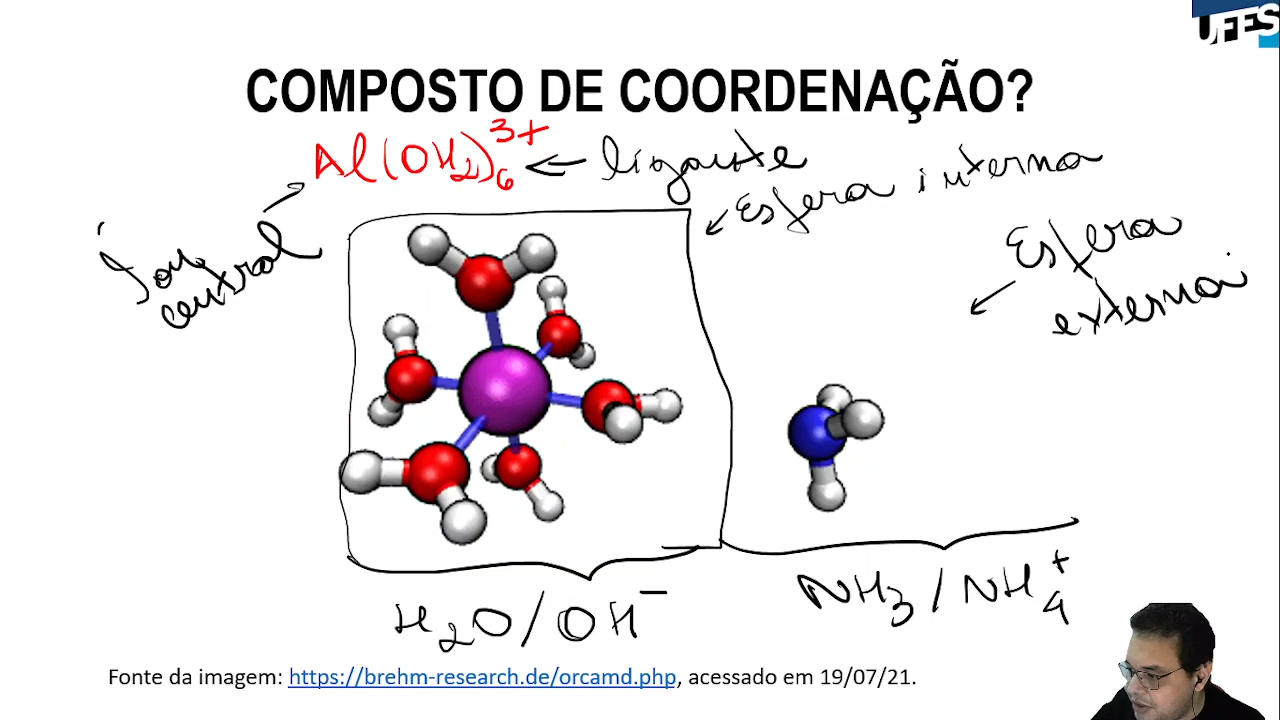 UFES
COMPOSTO DE COORDENAÇÃO?
Al(OH2)6 3+ ← ligante
Esfera interna
Esfera externa
Íon central
H2O/OH−
NH3/NH4+
Fonte da imagem: https://brehm-research.de/orcamd.php, acessado em 19/07/21.